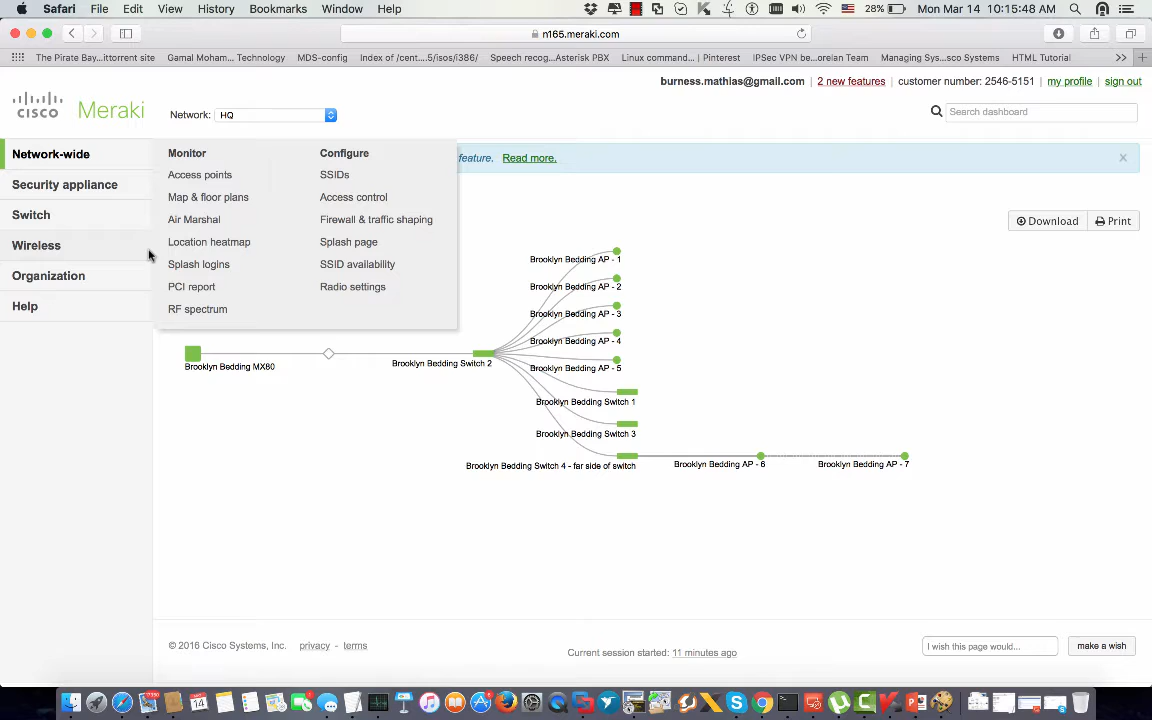 Safari File Edit View History Bookmarks Window Help 28% Mon Mar 14 10:15:48 AM
n165.meraki.com
The Pirate Bay...ittorrent site Gamal Moham... Technology MDS-config Index of /cent....5/isos/i386/ Speech recog...Asterisk PBX Linux command... | Pinterest IPSec VPN be...orelan Team Managing Sys...sco Systems HTML Tutorial
burness.mathias@gmail.com | 2 new features | customer number: 2546-5151 | my profile | sign out
cisco Meraki Network: HQ Search dashboard
Network-wide
Security appliance
Switch
Wireless
Organization
Help
Monitor
Access points
Map & floor plans
Air Marshal
Location heatmap
Splash logins
PCI report
RF spectrum
Configure
SSIDs
Access control
Firewall & traffic shaping
Splash page
SSID availability
Radio settings
feature. Read more. X
Download Print
Brooklyn Bedding AP - 1
Brooklyn Bedding AP - 2
Brooklyn Bedding AP - 3
Brooklyn Bedding AP - 4
Brooklyn Bedding MX80 Brooklyn Bedding Switch 2 Brooklyn Bedding AP - 5
Brooklyn Bedding Switch 1
Brooklyn Bedding Switch 3
Brooklyn Bedding Switch 4 - far side of switch Brooklyn Bedding AP - 6 Brooklyn Bedding AP - 7
© 2016 Cisco Systems, Inc. privacy - terms
Current session started: 11 minutes ago
I wish this page would... make a wish